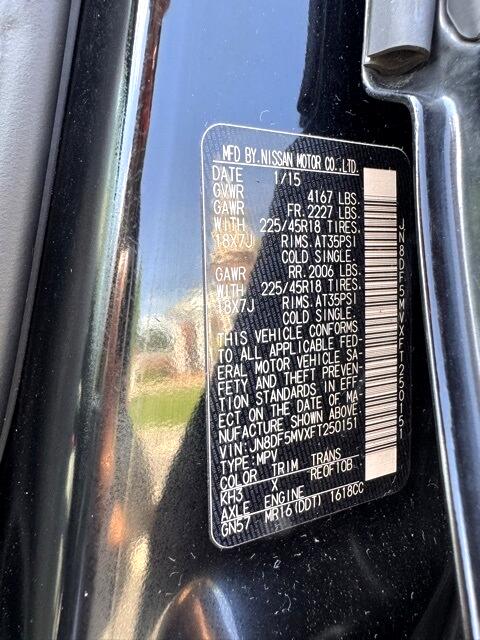 MFD BY NISSAN MOTOR CO., LTD.
DATE 1/15
GVWR 4167 LBS.
GAWR FR. 2227 LBS.
WITH 225/45R18 TIRES.
18X7J RIMS. AT35PSI
COLD SINGLE.
GAWR RR. 2006 LBS.
WITH 225/45R18 TIRES.
18X7J RIMS. AT35PSI
COLD SINGLE.
THIS VEHICLE CONFORMS
TO ALL APPLICABLE FED-
ERAL MOTOR VEHICLE SA-
FETY AND THEFT PREVEN-
TION STANDARDS IN EFF-
ECT ON THE DATE OF MA-
NUFACTURE SHOWN ABOVE.
VIN:JN8DF5MVXFT250151
TYPE:MPV
COLOR TRIM TRANS
KH3 X RE0F10B
AXLE ENGINE
GN57 MR16(DDT) 1618CC
JN8DF5MVXFT250151